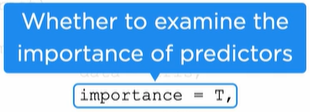 Whether to examine the
importance of predictors
importance = T,